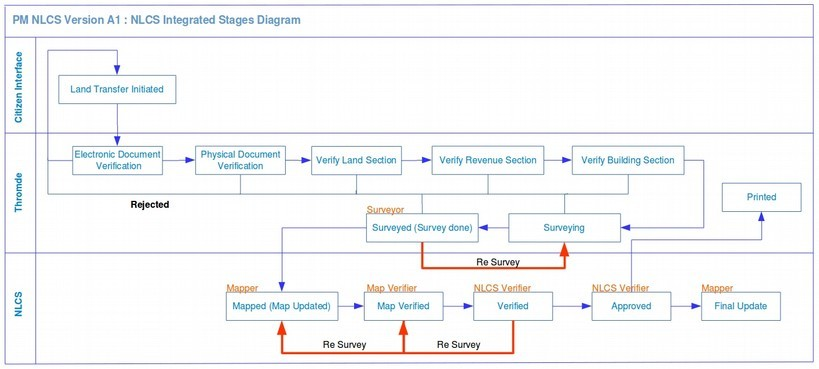 PM NLCS Version A1 : NLCS Integrated Stages Diagram
Citizen Interface
Land Transfer Initiated
Thromde
Electronic Document
Verification
Physical Document
Verification
Verify Land Section
Verify Revenue Section
Verify Building Section
Rejected
Printed
Surveyor
Surveyed (Survey done)
Surveying
Re Survey
NLCS
Mapper
Mapped (Map Updated)
Map Verifier
Map Verified
NLCS Verifier
Verified
NLCS Verifier
Approved
Mapper
Final Update
Re Survey
Re Survey